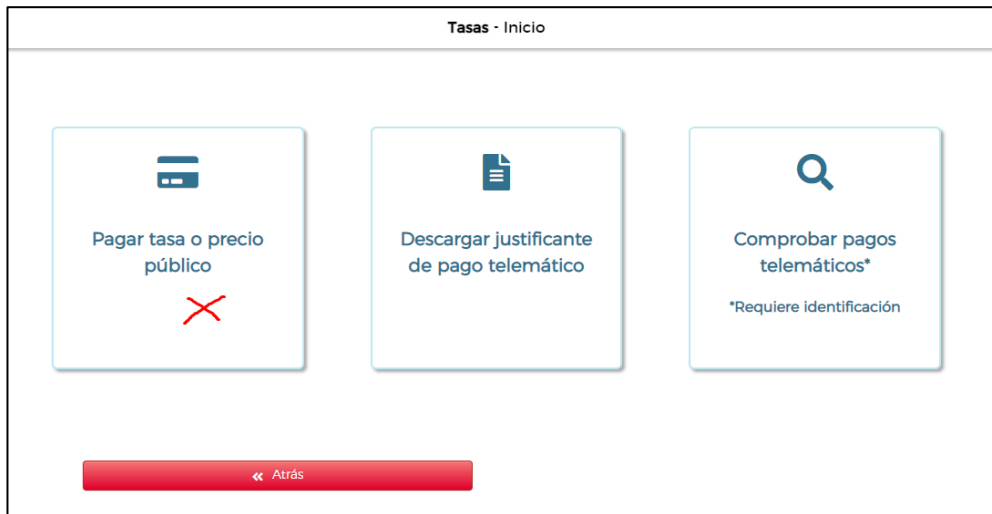 Tasas - Inicio
Pagar tasa o precio
público
Descargar justificante
de pago telemático
Comprobar pagos
telemáticos*
*Requiere identificación
« Atrás